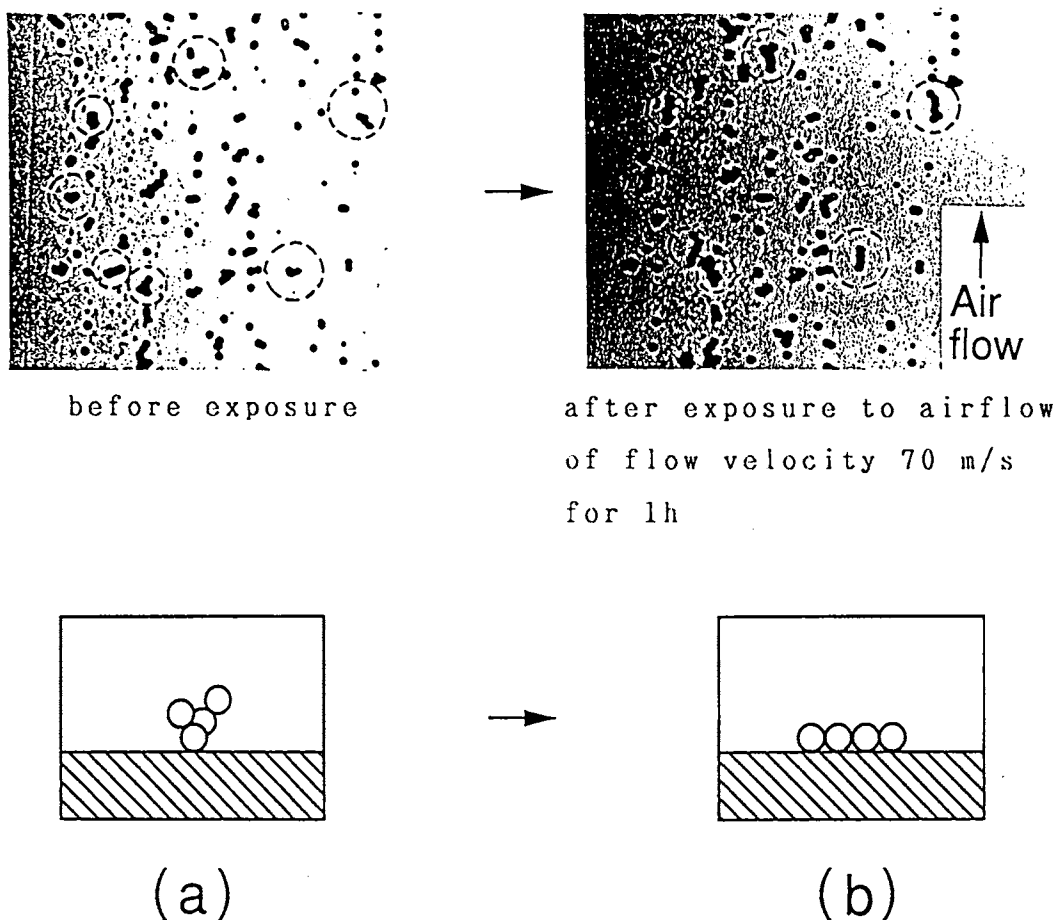 Air
flow
before exposure
after exposure to airflow
of flow velocity 70 m/s
for 1h
(a)
(b)